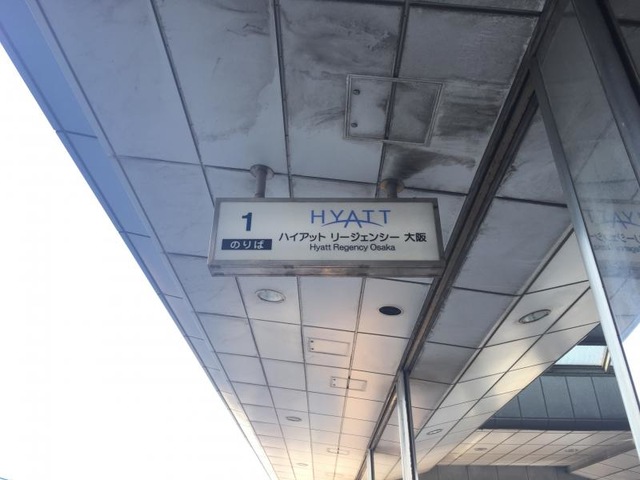 1
のりば
HYATT
ハイアット リージェンシー 大阪
Hyatt Regency Osaka